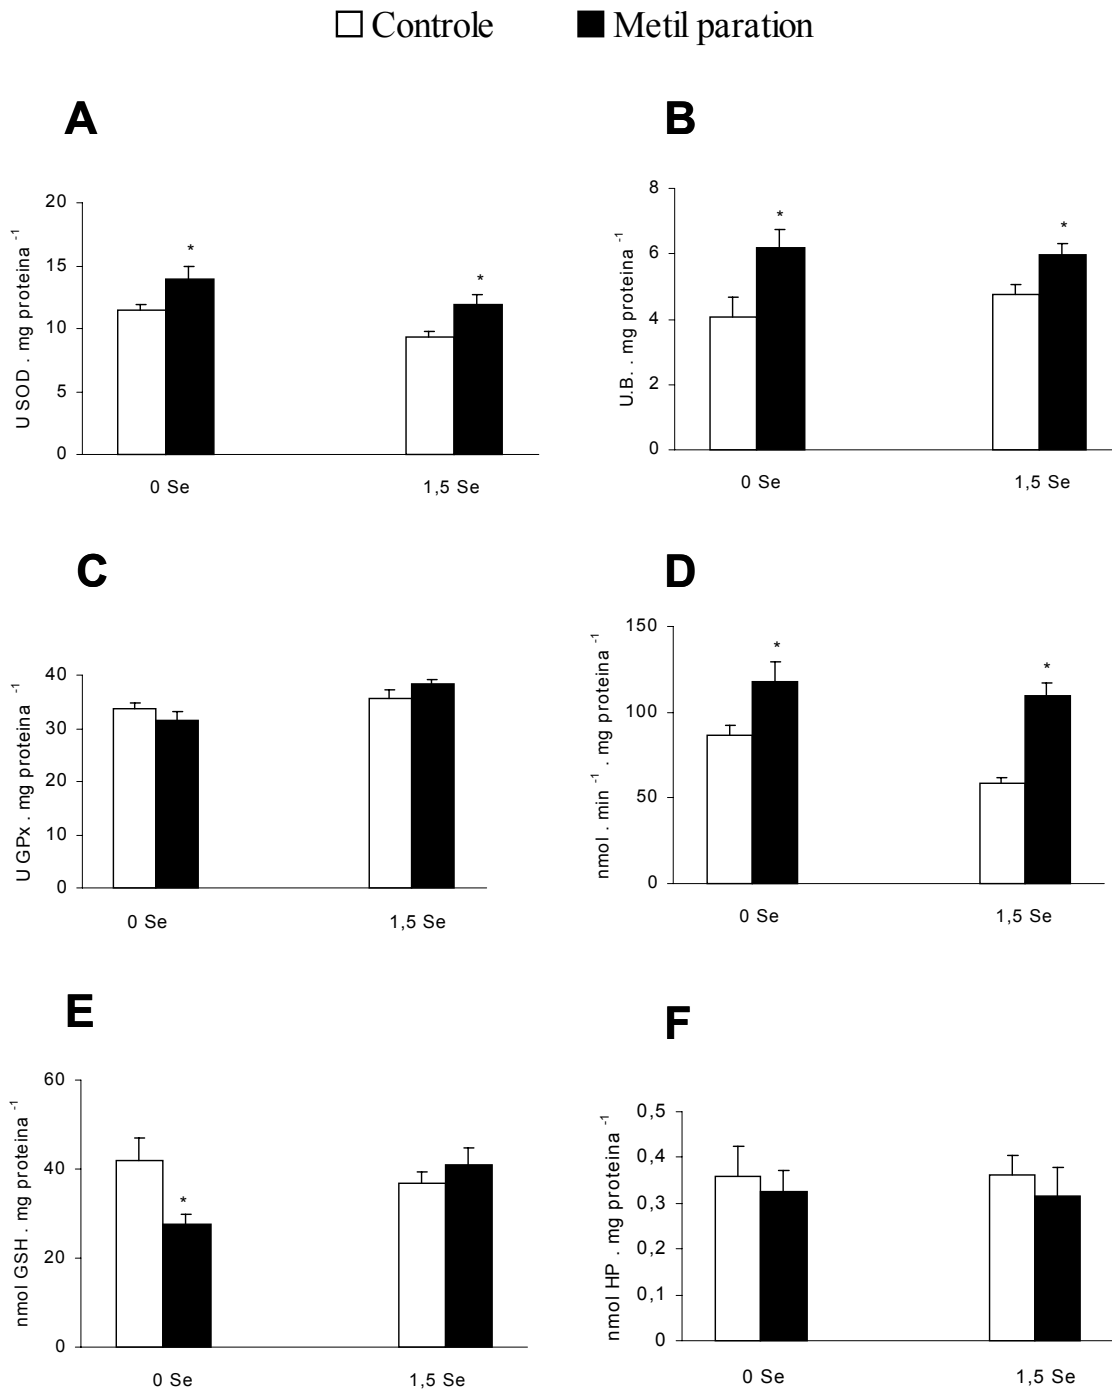 Controle Metil paration
A
20
15
10
5
0
U SOD . mg proteina -1
*
*
0 Se 1,5 Se
B
8
6
4
2
0
U.B. . mg proteina -1
*
*
0 Se 1,5 Se
C
40
30
20
10
0
U GPx . mg proteina -1
0 Se 1,5 Se
D
150
100
50
0
nmol . min -1 . mg proteina -1
*
*
0 Se 1,5 Se
E
60
40
20
0
nmol GSH . mg proteina -1
*
0 Se 1,5 Se
F
0,5
0,4
0,3
0,2
0,1
0
nmol HP . mg proteina -1
0 Se 1,5 Se